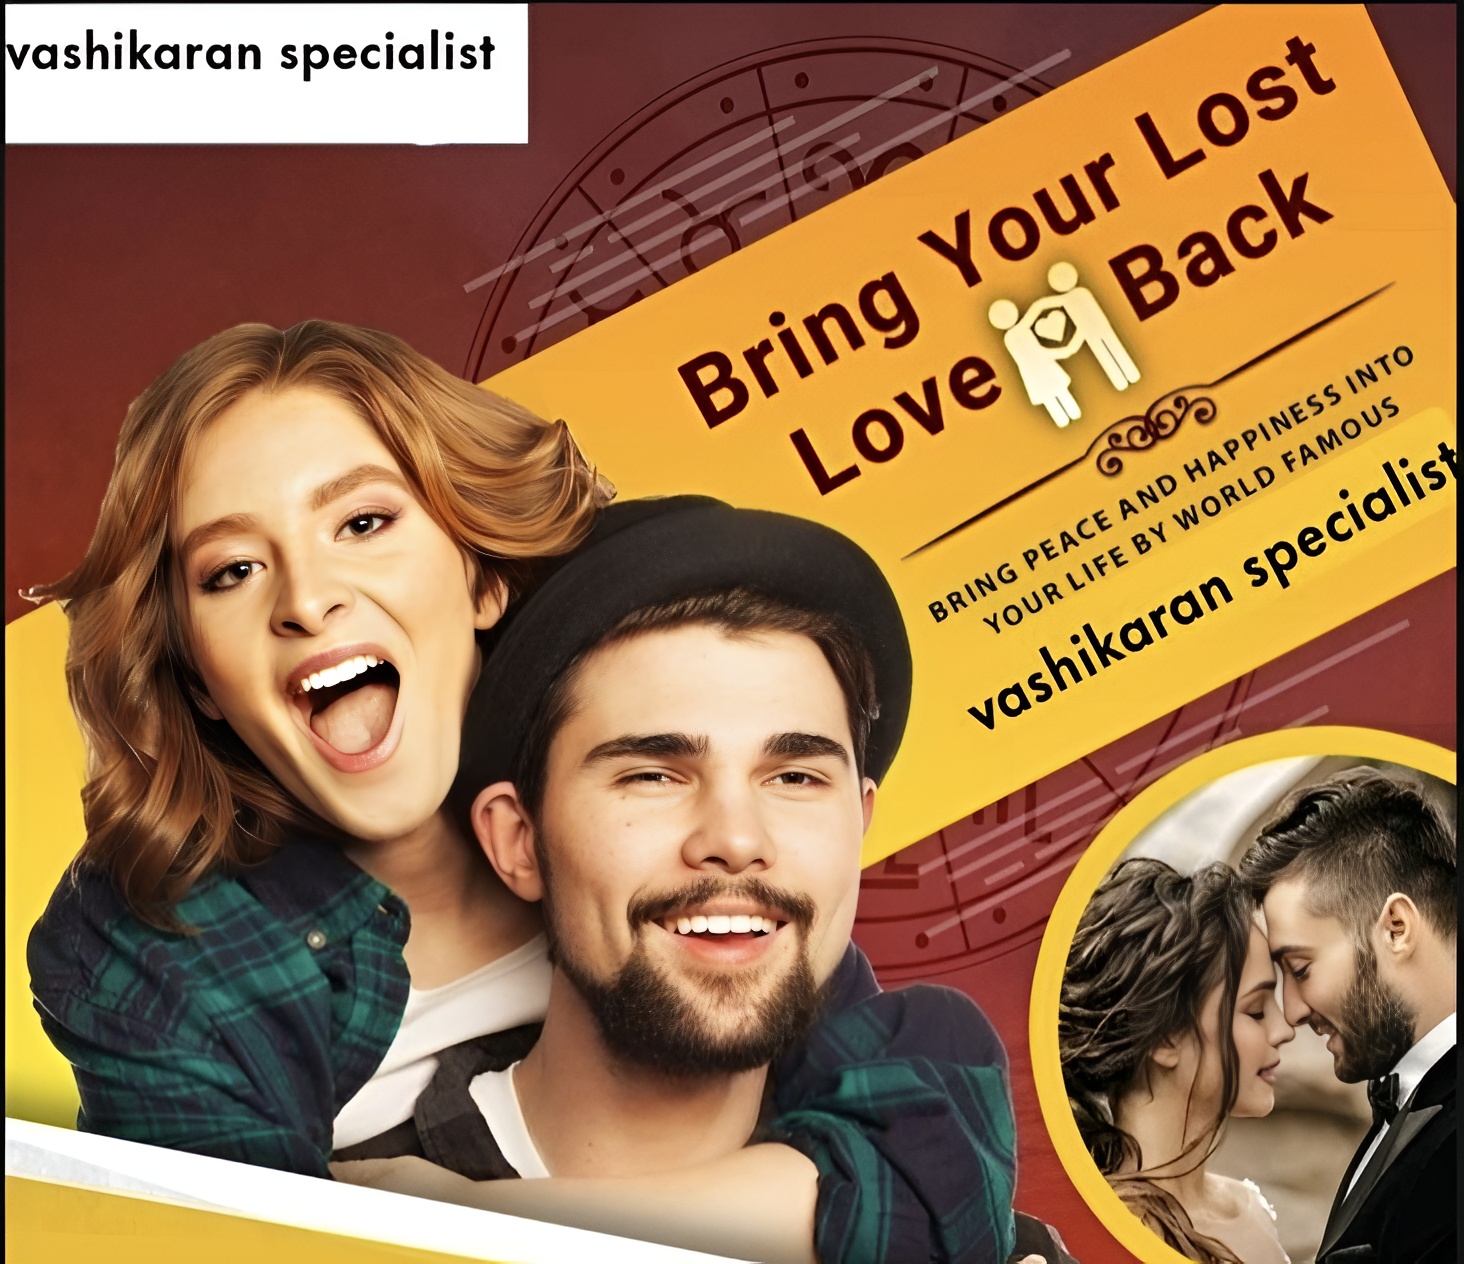 vashikaran specialist
Bring Your Lost
Love Back
BRING PEACE AND HAPPINESS INTO
YOUR LIFE BY WORLD FAMOUS
vashikaran specialist